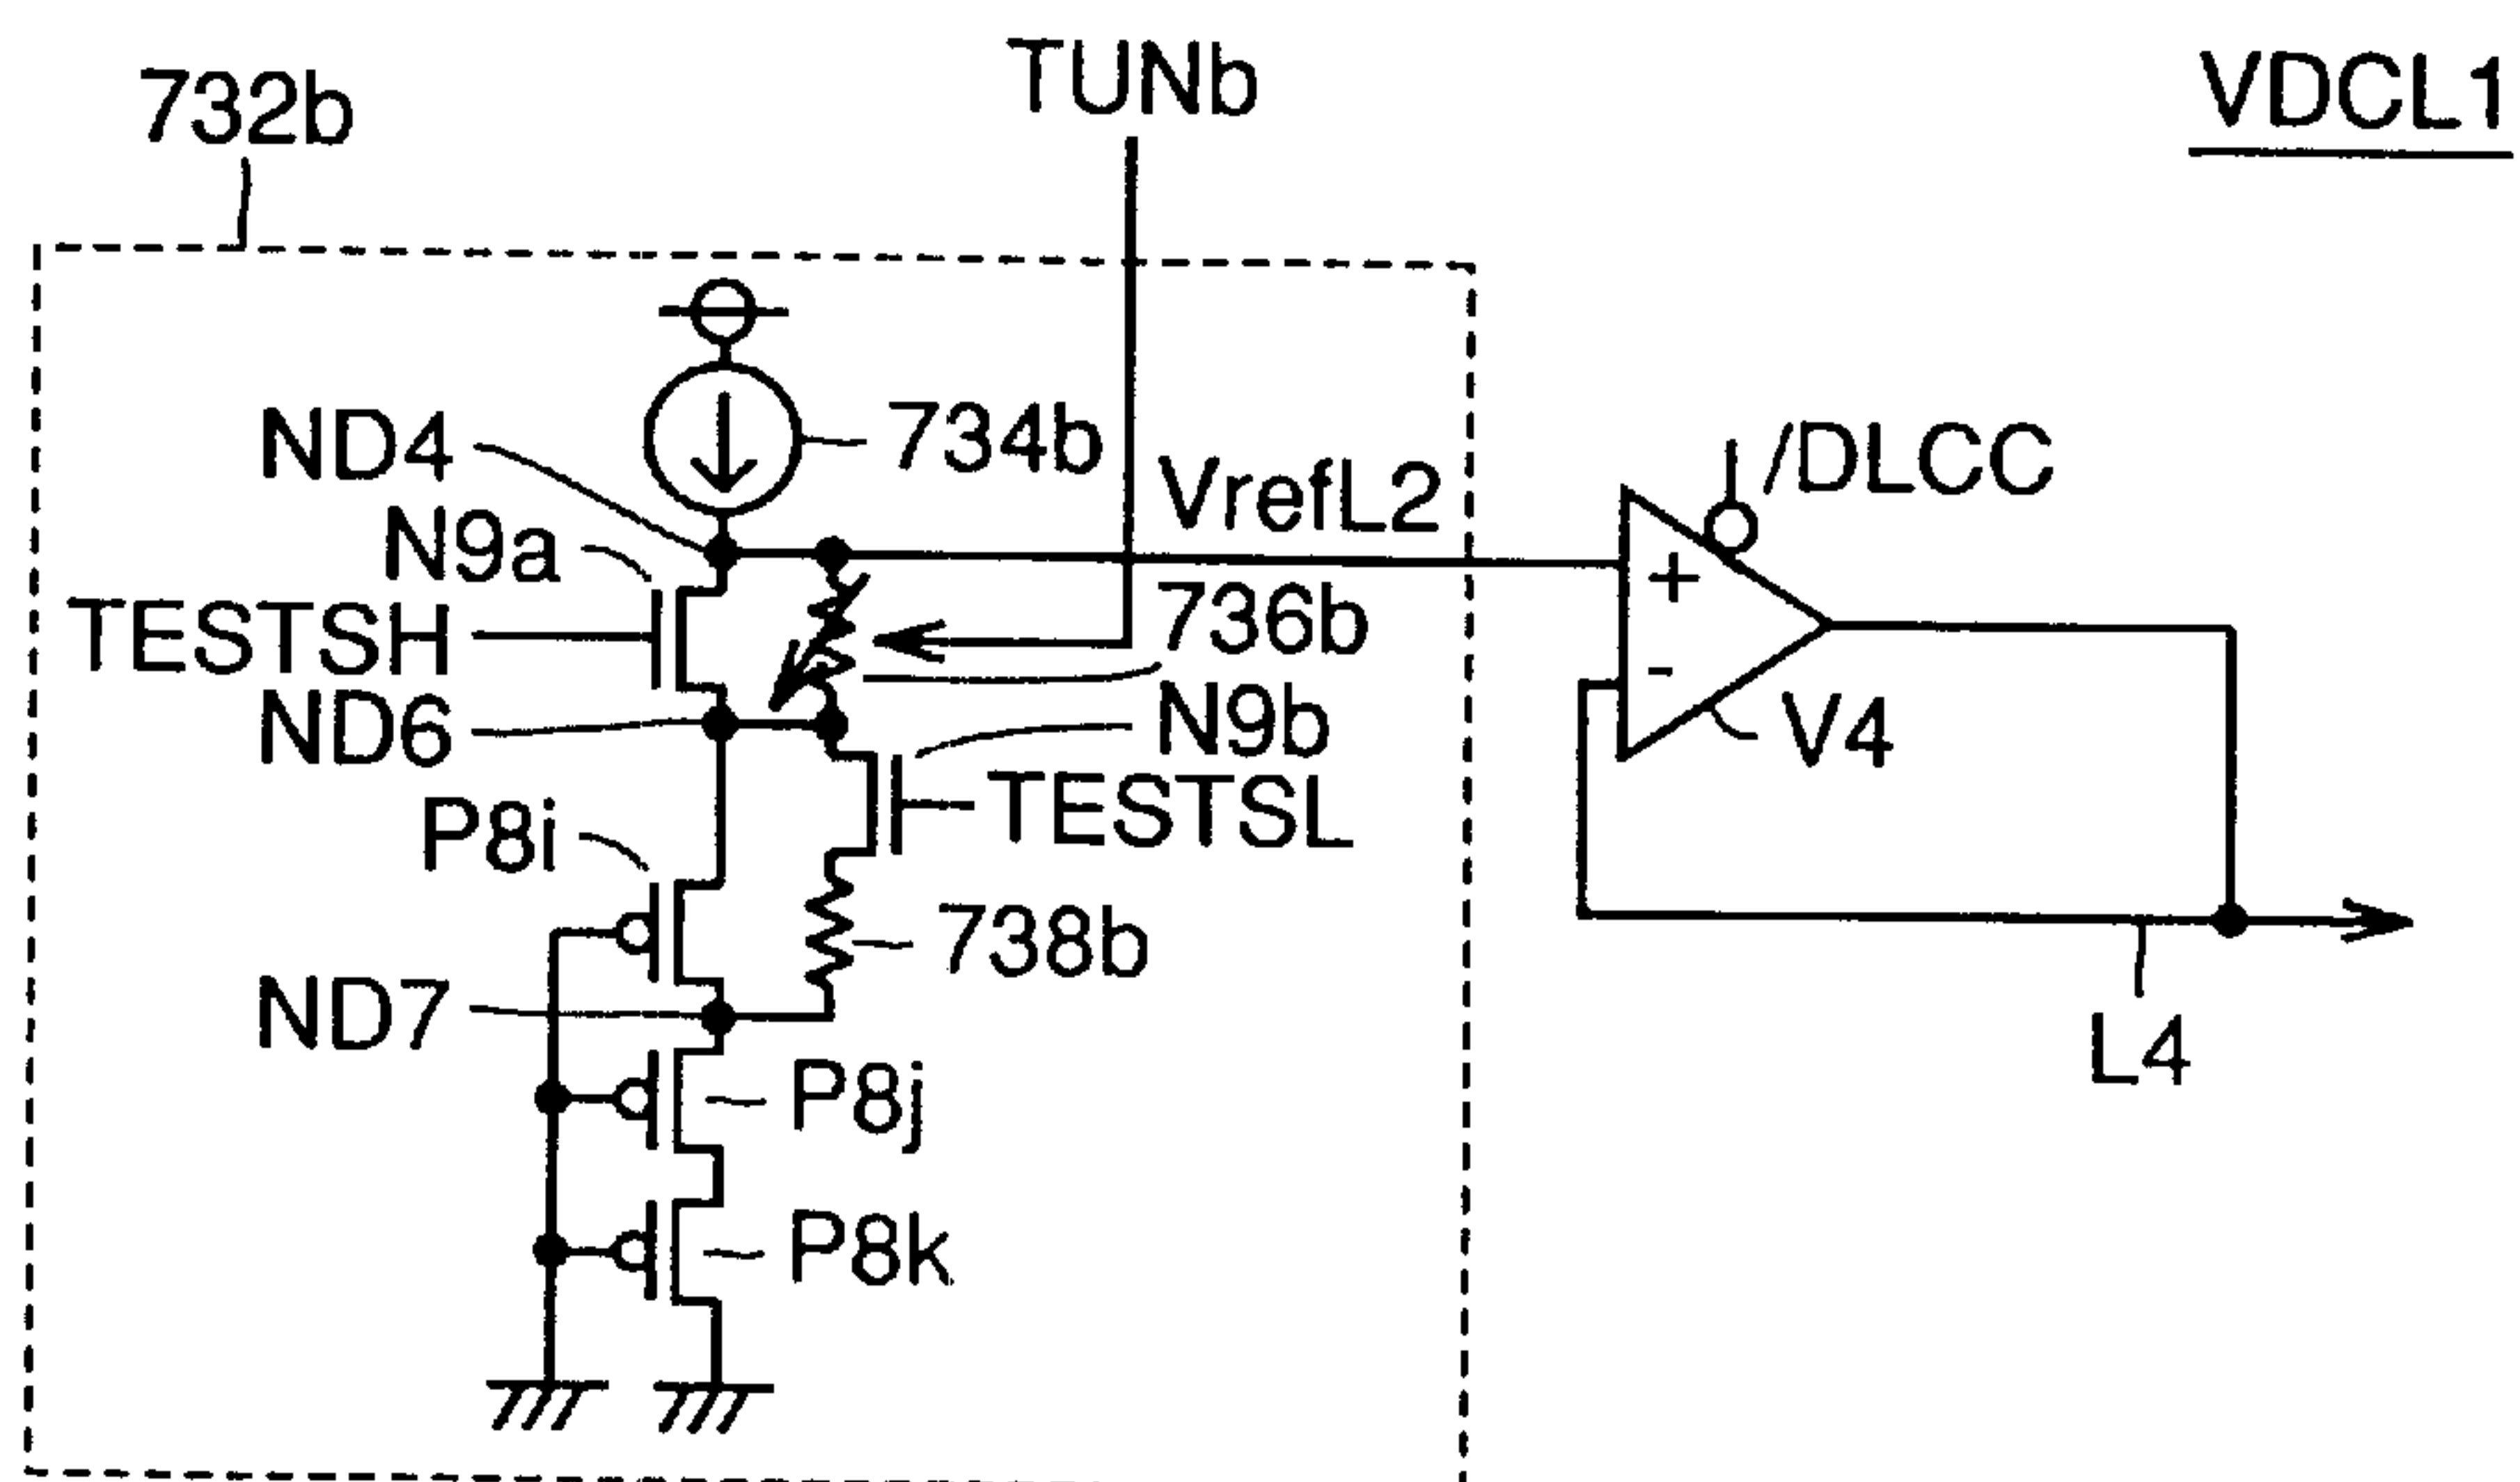 732b
TUNb
VDCL1
ND4
734b
N9a
VrefL2
/DLCC
TESTSH
736b
+
-
ND6
N9b
V4
P8i
TESTSL
738b
ND7
P8j
L4
P8k